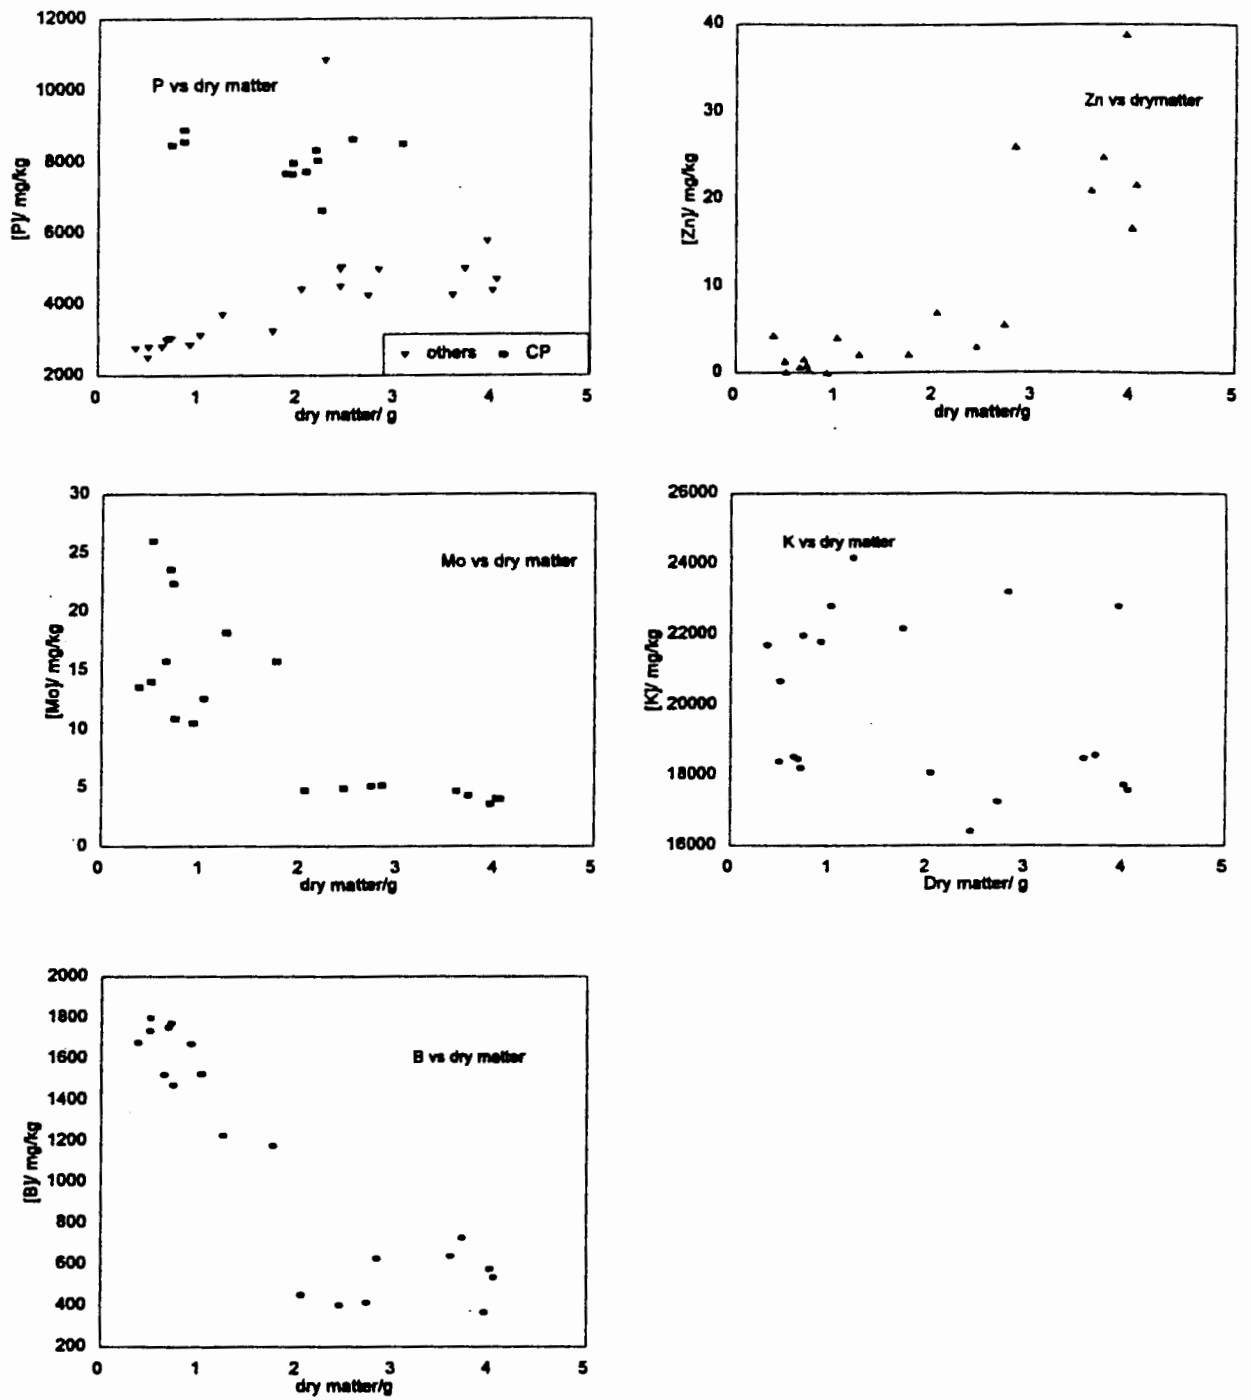 12000
10000
8000
6000
4000
2000
[P]/ mg/kg
P vs dry matter
others CP
0 1 2 3 4 5
dry matter/ g
40
30
20
10
0
[Zn]/ mg/kg
Zn vs drymatter
0 1 2 3 4 5
dry matter/g
30
25
20
15
10
5
0
[Mo]/ mg/kg
Mo vs dry matter
0 1 2 3 4 5
dry matter/g
26000
24000
22000
20000
18000
16000
[K]/ mg/kg
K vs dry matter
0 1 2 3 4 5
Dry matter/ g
2000
1800
1600
1400
1200
1000
800
600
400
200
[B]/ mg/kg
B vs dry matter
0 1 2 3 4 5
dry matter/g